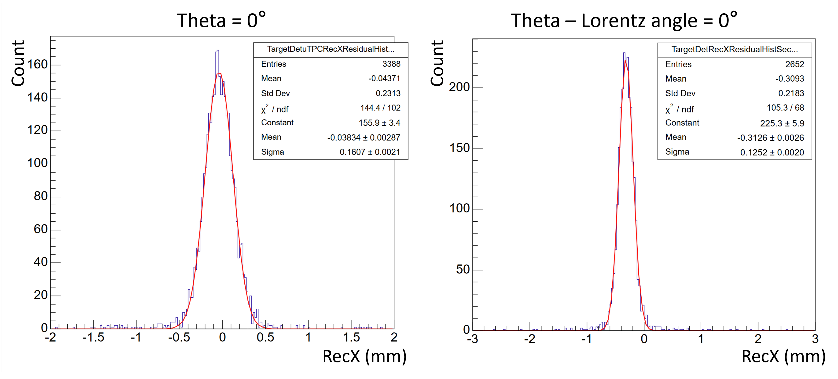 Theta = 0°
Count
TargetDetuTPCRecXResidualHist...
Entries 3388
Mean -0.04371
Std Dev 0.2313
χ² / ndf 144.4 / 102
Constant 155.9 ± 3.4
Mean -0.03834 ± 0.00287
Sigma 0.1607 ± 0.0021
160
140
120
100
80
60
40
20
0
-2 -1.5 -1 -0.5 0 0.5 1 1.5 2
RecX (mm)
Theta – Lorentz angle = 0°
Count
TargetDetRecXResidualHistSec...
Entries 2652
Mean -0.3093
Std Dev 0.2183
χ² / ndf 105.3 / 68
Constant 225.3 ± 5.9
Mean -0.3126 ± 0.0026
Sigma 0.1252 ± 0.0020
200
150
100
50
0
-3 -2 -1 0 1 2 3
RecX (mm)